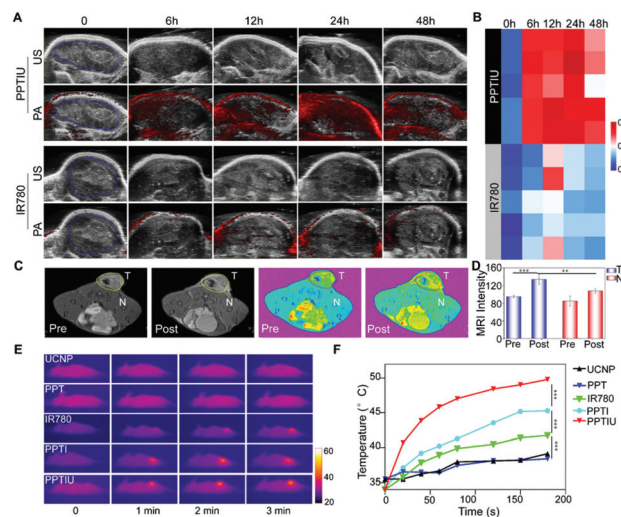 A
0 6h 12h 24h 48h
PPTIU
US
PA
IR780
US
PA
B
0h 6h 12h 24h 48h
PPTIU
IR780
C
T
N
Pre
T
N
Post
T
N
T
N
Post
D
MRI Intensity
160
120
80
40
0
*** **
Pre Post Pre Post
T
N
E
UCNP
PPT
IR780
PPTI
PPTIU
0 1 min 2 min 3 min
60
40
20
F
Temperature(° C)
50
45
40
35
0 50 100 150 200
Time (s)
UCNP
PPT
IR780
PPTI
PPTIU
***
***
***